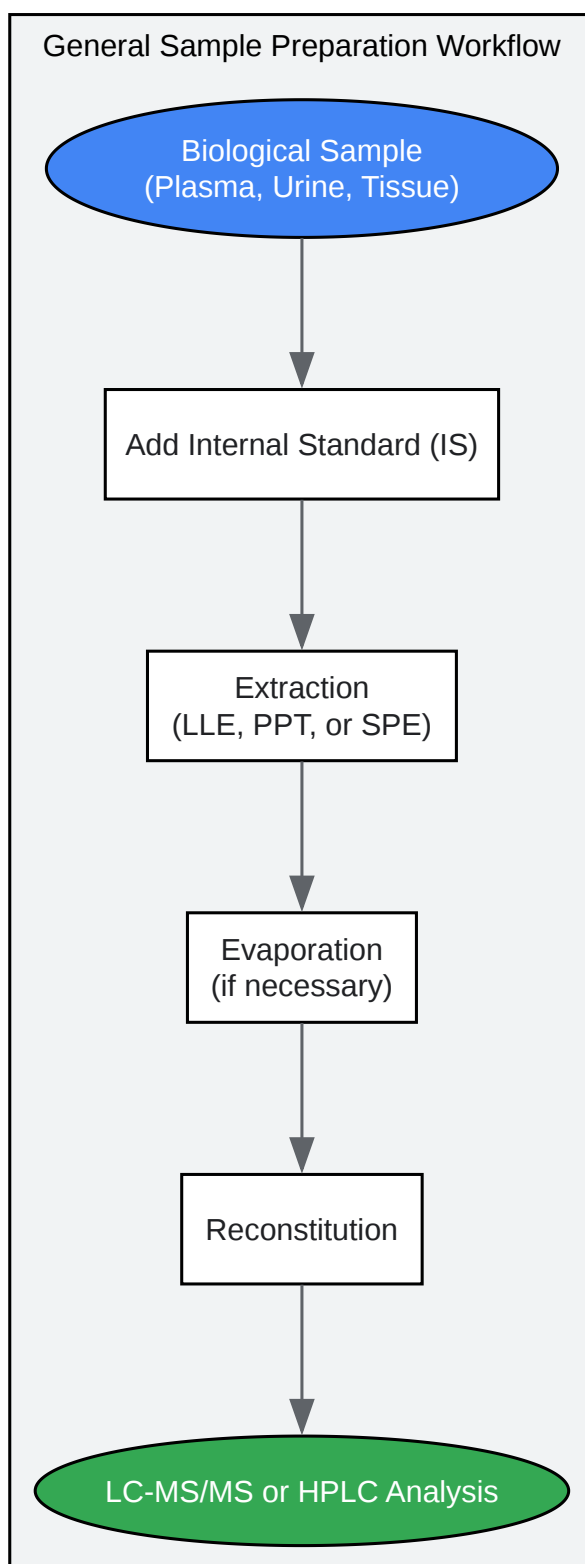 General Sample Preparation Workflow
Biological Sample
(Plasma, Urine, Tissue)
Add Internal Standard (IS)
Extraction
(LLE, PPT, or SPE)
Evaporation
(if necessary)
Reconstitution
LC-MS/MS or HPLC Analysis